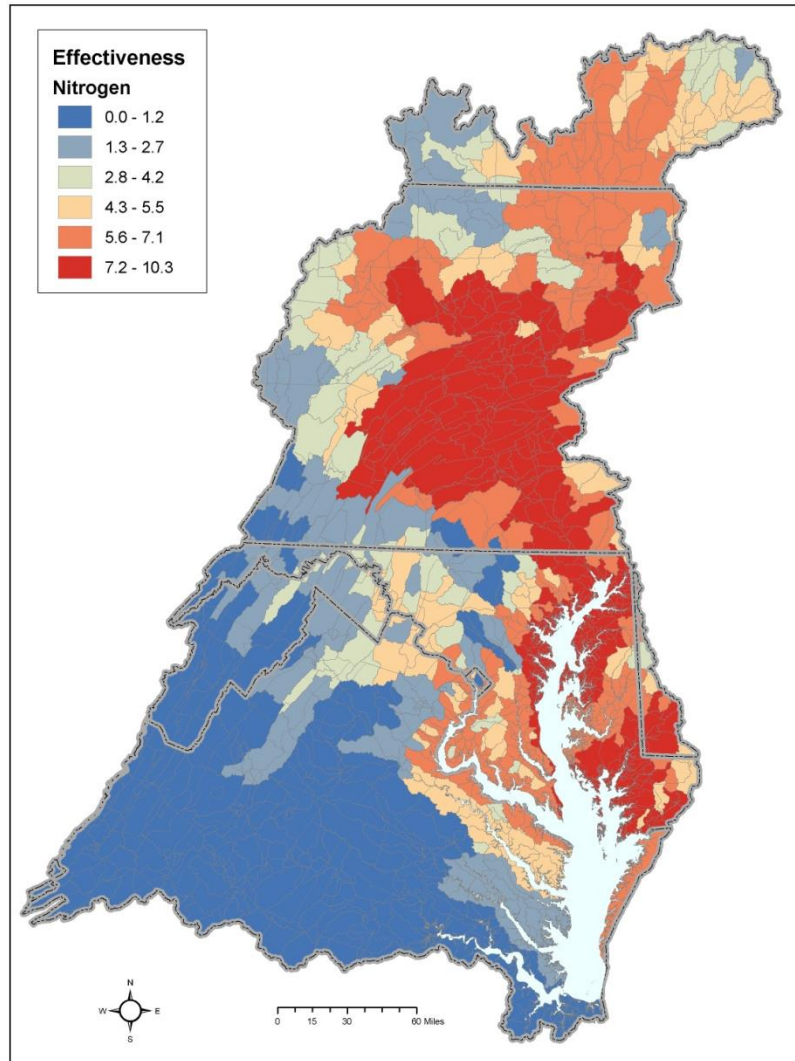 Effectiveness
Nitrogen
0.0 - 1.2
1.3 - 2.7
2.8 - 4.2
4.3 - 5.5
5.6 - 7.1
7.2 - 10.3
N
W E
S
0 15 30 60 Miles